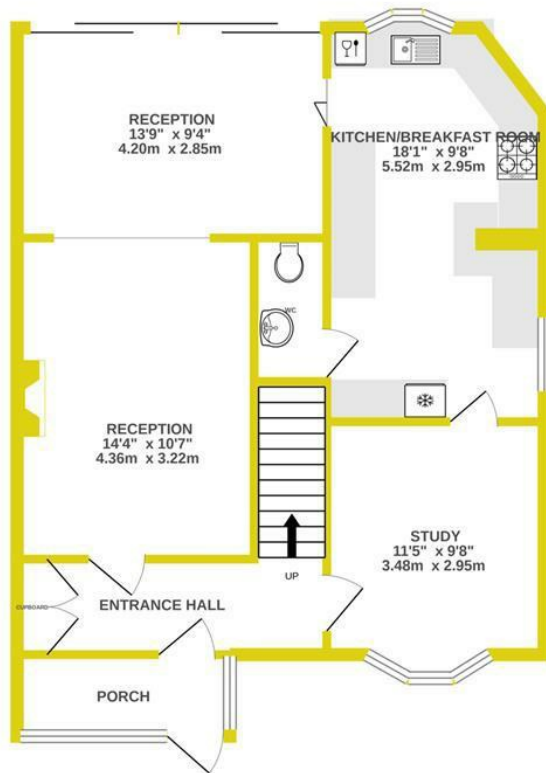 RECEPTION
13'9" x 9'4"
4.20m x 2.85m
KITCHEN/BREAKFAST ROOM
18'1" x 9'8"
5.52m x 2.95m
WC
RECEPTION
14'4" x 10'7"
4.36m x 3.22m
STUDY
11'5" x 9'8"
3.48m x 2.95m
UP
ENTRANCE HALL
CUPBOARD
PORCH